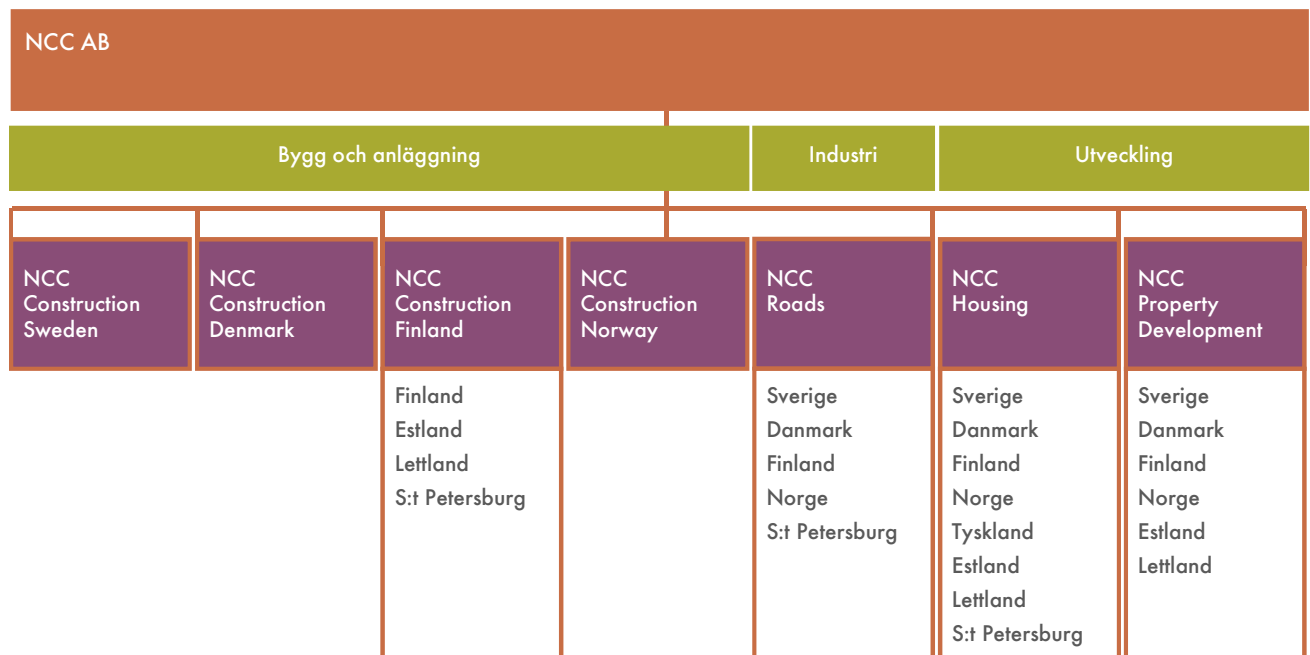 NCC AB
Bygg och anläggning
Industri
Utveckling
NCC
Construction
Sweden
NCC
Construction
Denmark
NCC
Construction
Finland
NCC
Construction
Norway
NCC
Roads
NCC
Housing
NCC
Property
Development
Finland
Estland
Lettland
S:t Petersburg
Sverige
Danmark
Finland
Norge
S:t Petersburg
Sverige
Danmark
Finland
Norge
Tyskland
Estland
Lettland
S:t Petersburg
Sverige
Danmark
Finland
Norge
Estland
Lettland